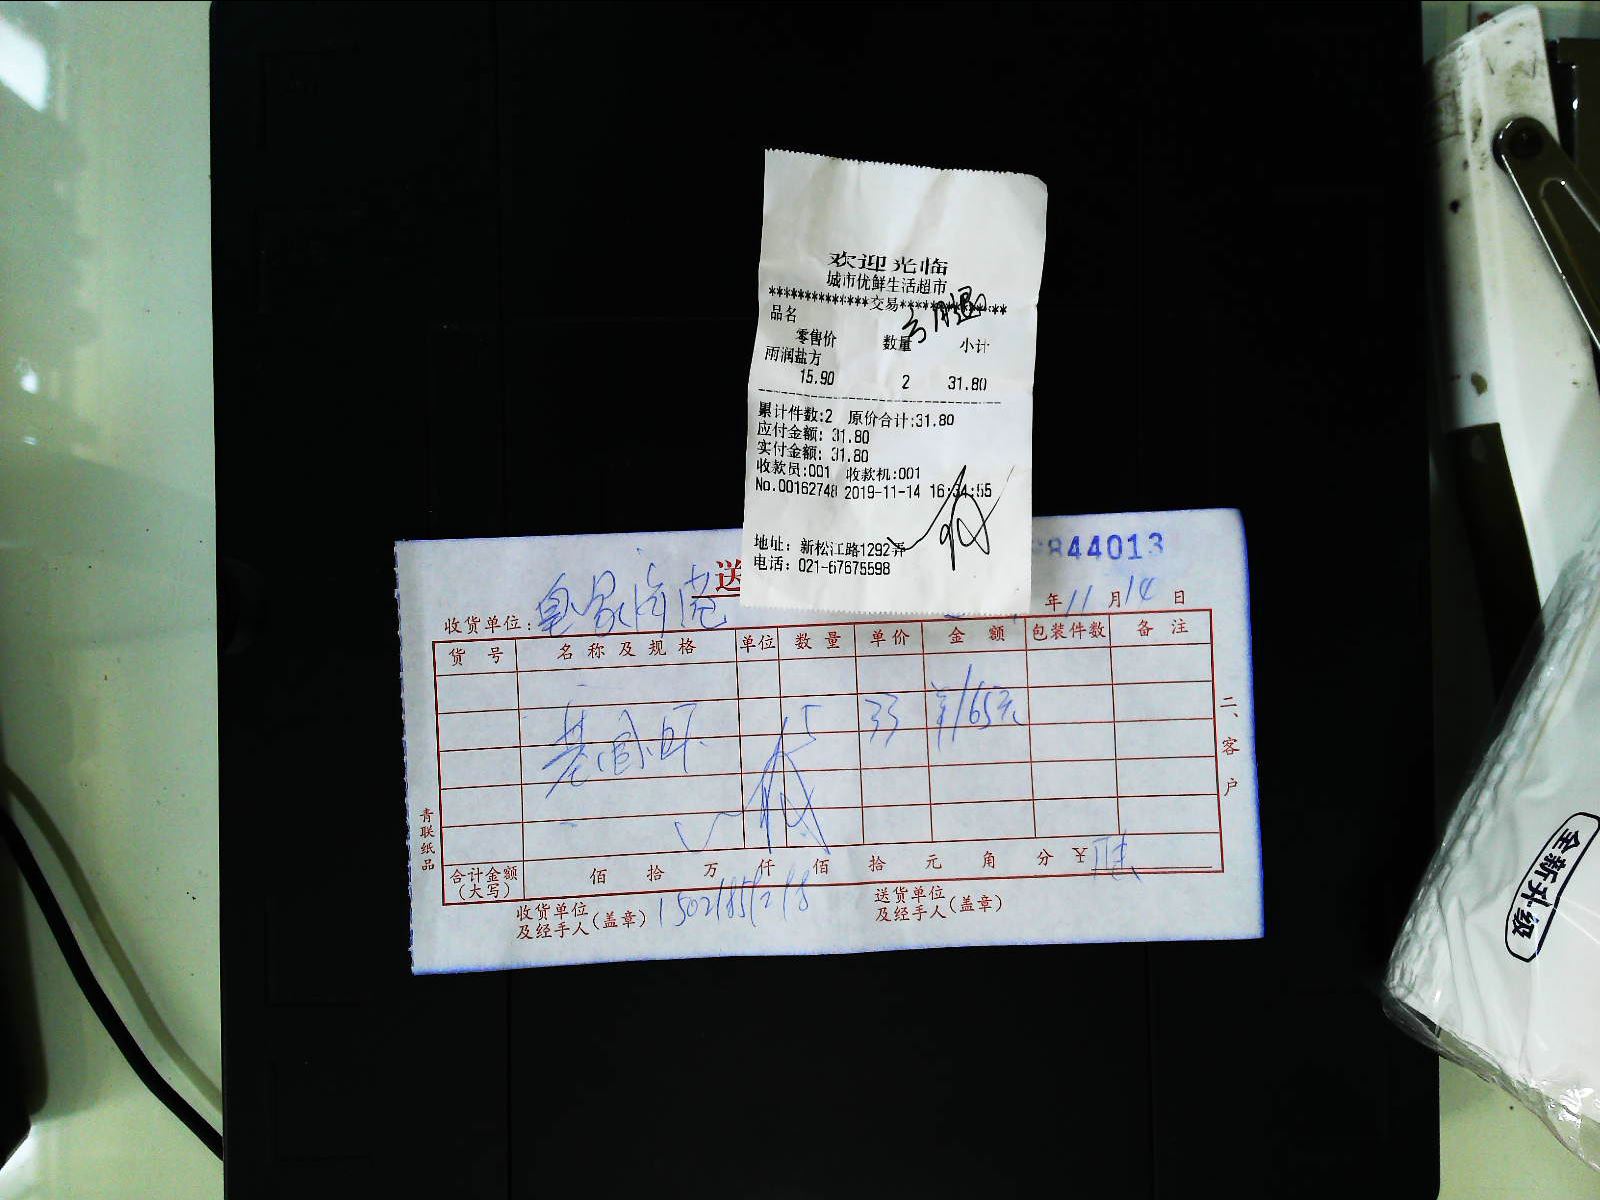 欢迎光临
城市优鲜生活超市
*************交易*************
品名
零售价 数量 小计
雨润盐方
15.90 2 31.80
累计件数:2 原价合计:31.80
应付金额: 31.80
实付金额: 31.80
收款员:001 收款机:001
No.00162748 2019-11-14 16:34:55
地址: 新松江路1292弄
电话: 021-67675598
送
844013
收货单位:
年 11 月 14 日
货号 名称及规格 单位 数量 单价 金额 包装件数 备注
5 33 165元
合计金额(大写) 佰 拾 万 仟 佰 拾 元 角 分 ¥
收货单位及经手人(盖章)
送货单位及经手人(盖章)
二、客户
青联纸品
全新升级